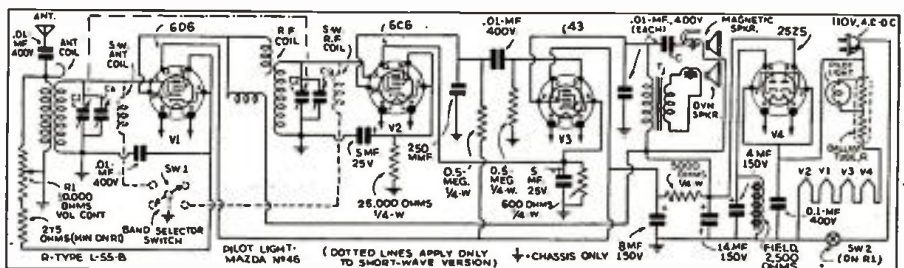 ANT.
.01-
MF
400V
ANT
COIL
S.W.
ANT
COIL
6D6
R.F.
COIL
S-W.
R.F.
COIL
6C6
.01-MF
400V.
(43
.01-MF.,400V
(EACH)
MAGNETIC
SPKR.
25Z5
110V., A.C.-D.C.
C
T
DYN
SPKR.
PILOT
LIGHT
BALLAST
TUBE, R
V1
V2
V3
V4
.01-
MF
400V
SW.1
BAND SELECTOR
SWITCH
R1
10,000
OHMS
VOL CONT
275
OHMS (MIN ON R1)
5 MF
25V
250
MMF
25,000 OHMS
1/4-W
0.5-
MEG.
1/4-W.
0.5-
MEG
1/4-W.
5
MF.
25V
600 OHMS
1/4-W
5000
OHMS
1/4-W
4 MF
150V
V2 V1 V3 V4
0.1-MF
400V
8 MF
150V
14 MF
150V
FIELD,
2,500
OHMS
SW2
(ON R1)
R-TYPE L-55-B
PILOT LIGHT-
MAZDA Nº46
(DOTTED LINES APPLY ONLY
TO SHORT-WAVE VERSION)
=CHASSIS ONLY